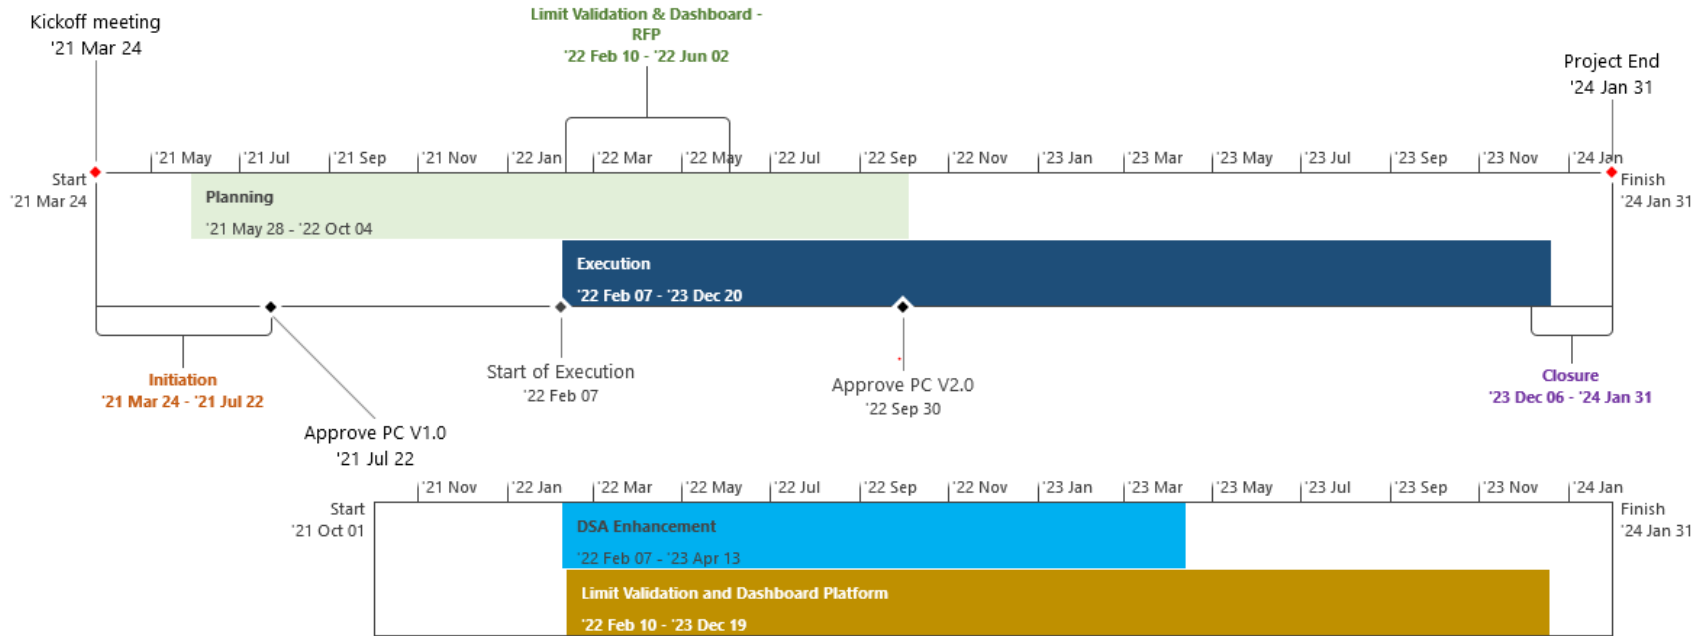 Kickoff meeting
'21 Mar 24
Limit Validation & Dashboard -
RFP
'22 Feb 10 - '22 Jun 02
Project End
'24 Jan 31
'21 May
'21 Jul
'21 Sep
'21 Nov
'22 Jan
'22 Mar
'22 May
'22 Jul
'22 Sep
'22 Nov
'23 Jan
'23 Mar
'23 May
'23 Jul
'23 Sep
'23 Nov
'24 Jan
Start
'21 Mar 24
Finish
'24 Jan 31
Planning
'21 May 28 - '22 Oct 04
Execution
'22 Feb 07 - '23 Dec 20
Initiation
'21 Mar 24 - '21 Jul 22
Start of Execution
'22 Feb 07
Approve PC V2.0
'22 Sep 30
Closure
'23 Dec 06 - '24 Jan 31
Approve PC V1.0
'21 Jul 22
'21 Nov
'22 Jan
'22 Mar
'22 May
'22 Jul
'22 Sep
'22 Nov
'23 Jan
'23 Mar
'23 May
'23 Jul
'23 Sep
'23 Nov
'24 Jan
Start
'21 Oct 01
Finish
'24 Jan 31
DSA Enhancement
'22 Feb 07 - '23 Apr 13
Limit Validation and Dashboard Platform
'22 Feb 10 - '23 Dec 19